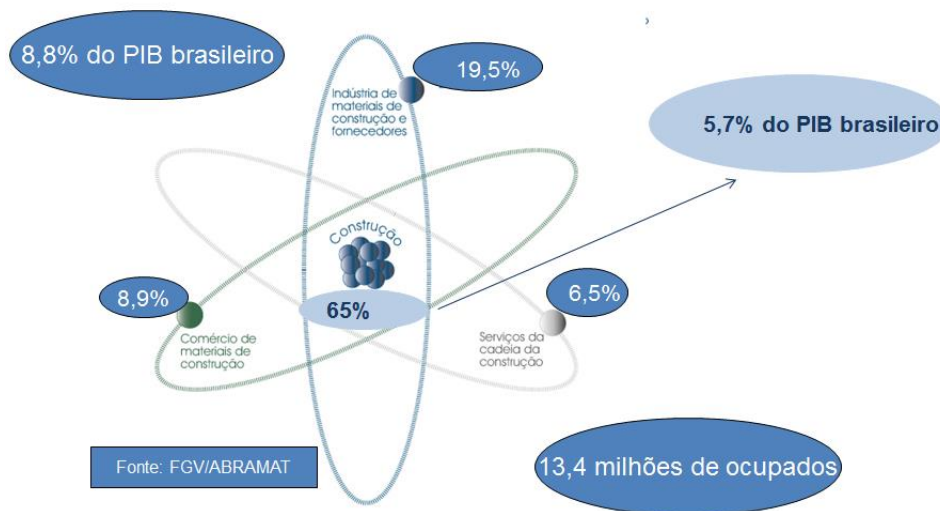 8,8% do PIB brasileiro
19,5%
Indústria de
materiais de
construção e
fornecedores
5,7% do PIB brasileiro
Construção
65%
8,9%
Comércio de
materiais de
construção
6,5%
Serviços da
cadeia da
construção
Fonte: FGV/ABRAMAT
13,4 milhões de ocupados